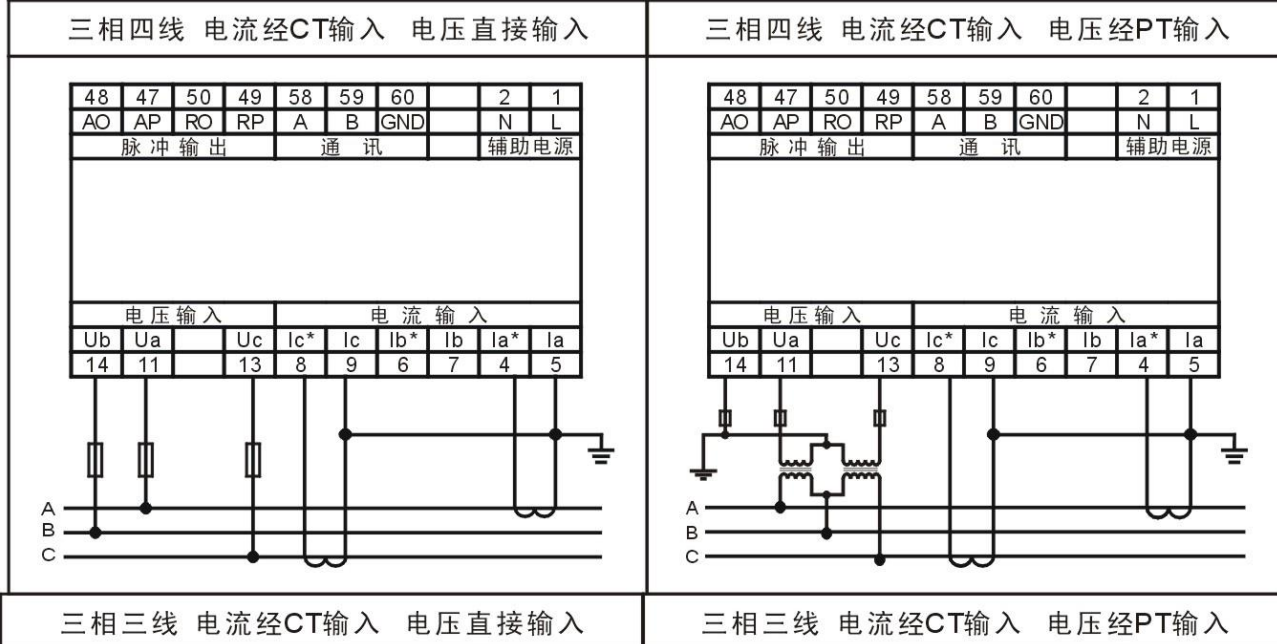 三相四线 电流经CT输入 电压直接输入
三相四线 电流经CT输入 电压经PT输入
48 47 50 49 58 59 60 2 1
AO AP RO RP A B GND N L
脉冲输出 通讯 辅助电源
电压输入 电流输入
Ub Ua Uc Ic* Ic Ib* Ib Ia* Ia
14 11 13 8 9 6 7 4 5
A
B
C
48 47 50 49 58 59 60 2 1
AO AP RO RP A B GND N L
脉冲输出 通讯 辅助电源
电压输入 电流输入
Ub Ua Uc Ic* Ic Ib* Ib Ia* Ia
14 11 13 8 9 6 7 4 5
A
B
C
三相三线 电流经CT输入 电压直接输入
三相三线 电流经CT输入 电压经PT输入